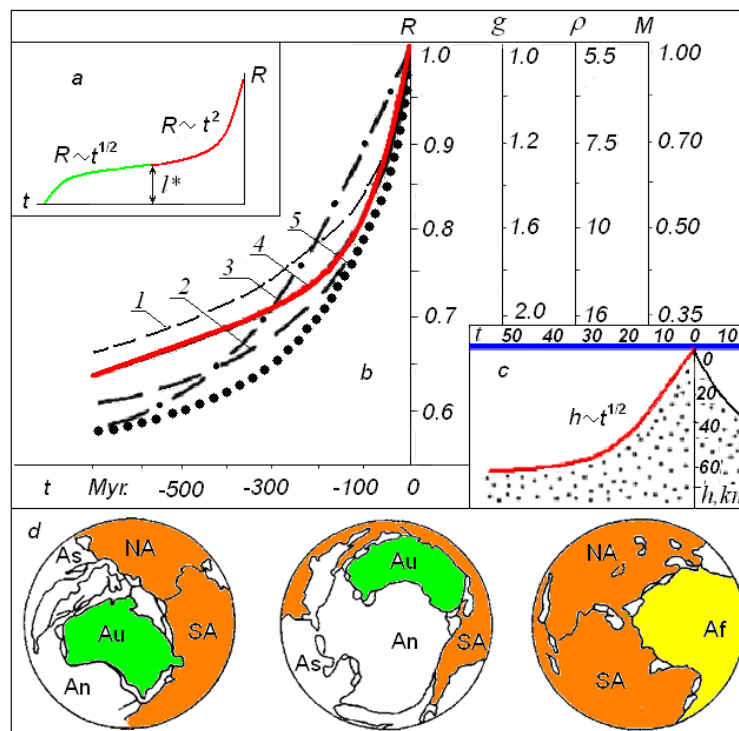 R g ρ M
1.0 1.0 5.5 1.00
0.9 1.2 7.5 0.70
0.8 1.6 10 0.50
0.7 2.0 16 0.35
0.6
a
R
R~t^2
R~t^1/2
t
l*
1
2
3
4
5
b
t Myr. -500 -300 -100 0
t 50 40 30 20 10 0 10
c
h~t^1/2
0
20
40
60
h,km
d
As NA
Au SA
An
Au
An SA
As
NA
Af
SA